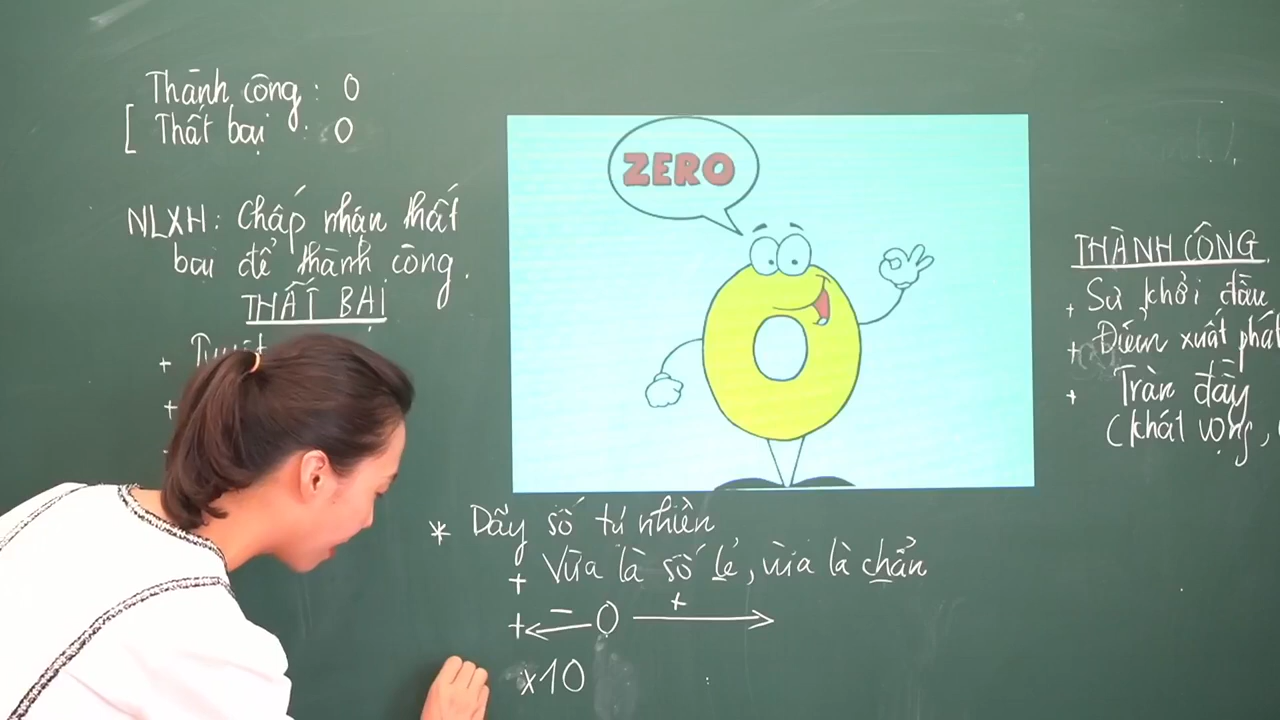 Thành công : 0
[ Thất bại : 0
NLXH: Chấp nhận thất
bại để thành công.
THẤT BẠI
+
+
ZERO
* Dãy số tự nhiên
+ Vừa là số lẻ, vừa là chẵn
+ ← − 0 + →
x10
THÀNH CÔNG
+ Sự khởi đầu
+ Điểm xuất phát
+ Tràn đầy
(khát vọng,